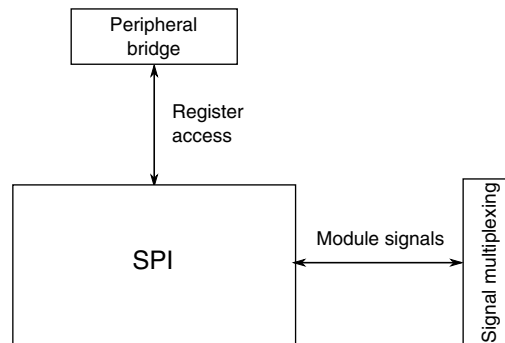 Peripheral
bridge
Register
access
SPI
Module signals
Signal multiplexing